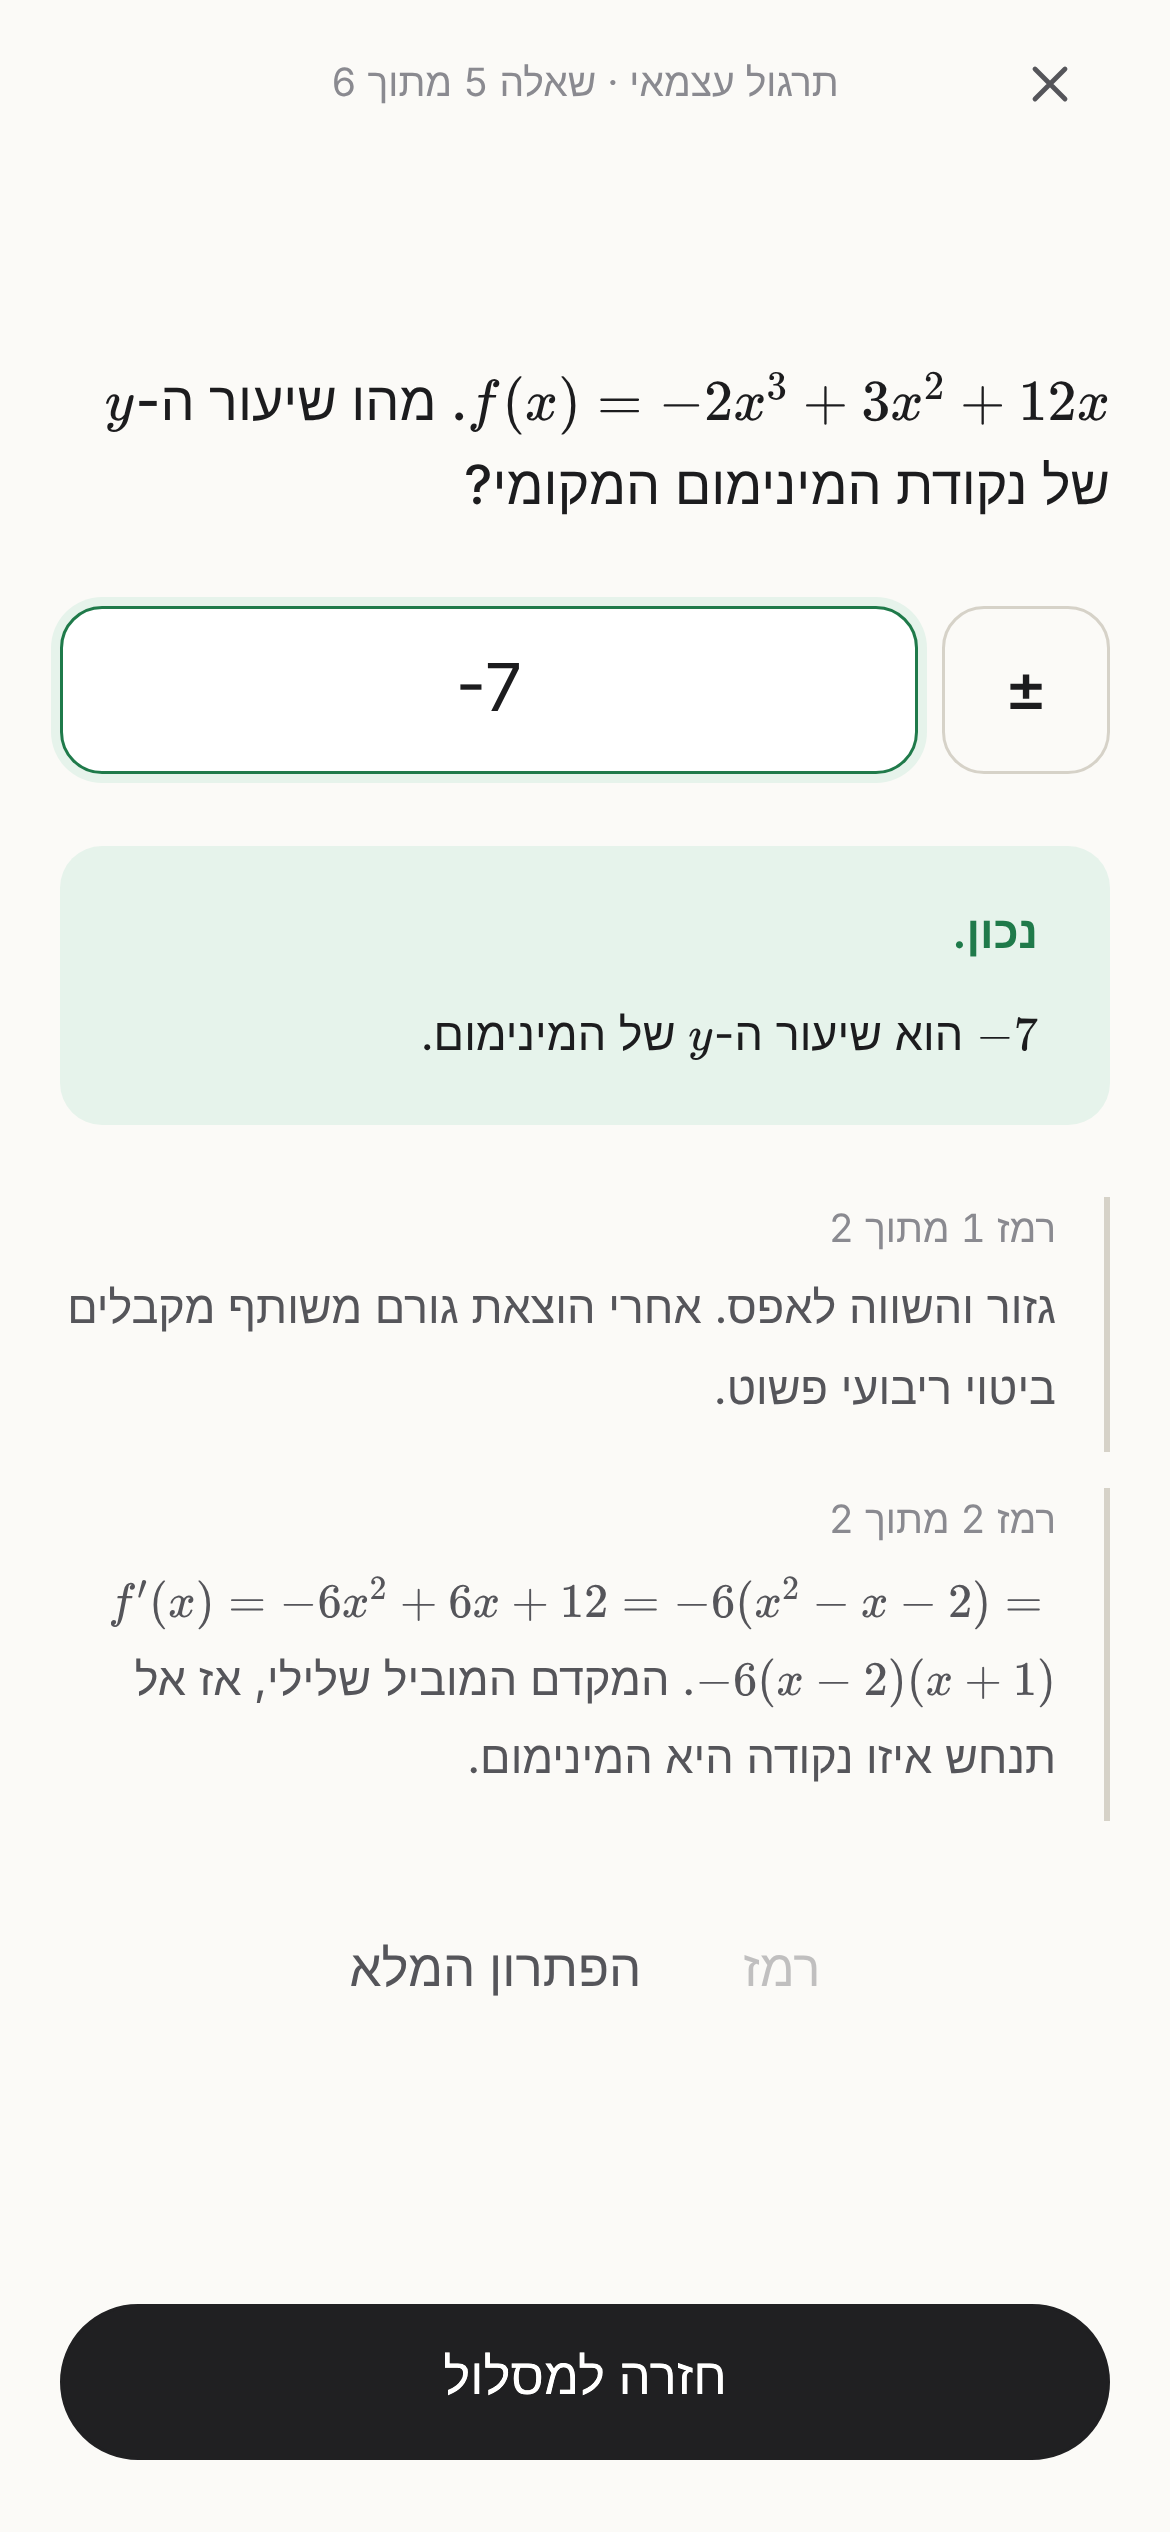 תרגול עצמאי · שאלה 5 מתוך 6
f(x) = −2x³ + 3x² + 12x. מהו שיעור ה-y
של נקודת המינימום המקומי?
-7
±
נכון.
−7 הוא שיעור ה-y של המינימום.
רמז 1 מתוך 2
גזור והשווה לאפס. אחרי הוצאת גורם משותף מקבלים
ביטוי ריבועי פשוט.
רמז 2 מתוך 2
f′(x) = −6x² + 6x + 12 = −6(x² − x − 2) =
−6(x − 2)(x + 1). המקדם המוביל שלילי, אז אל
תנחש איזו נקודה היא המינימום.
רמז
הפתרון המלא
חזרה למסלול